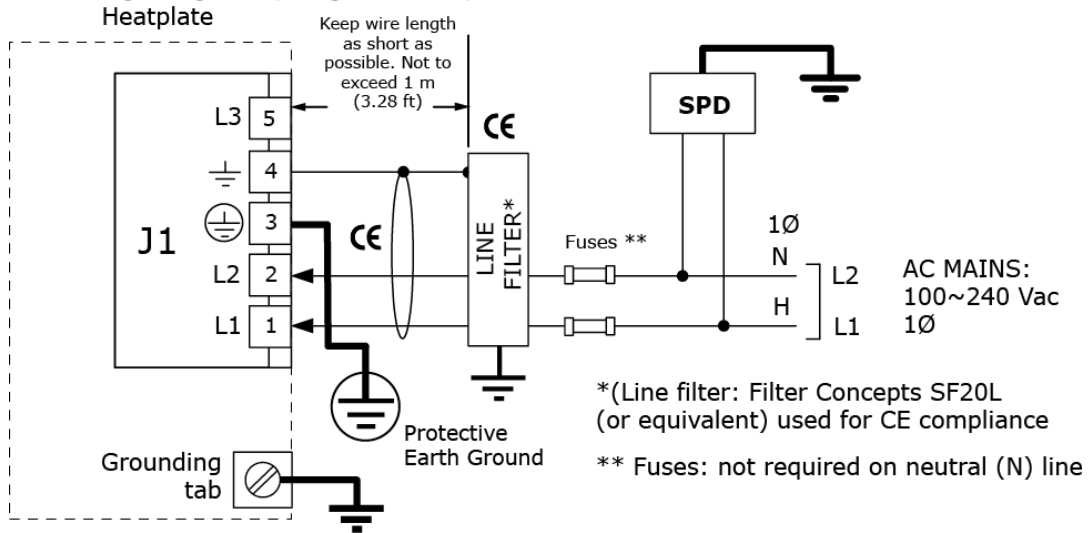 Heatplate
Keep wire length
as short as
possible. Not to
exceed 1 m
(3.28 ft)
CE
SPD
L3 5
4
3
J1
CE
L2 2
L1 1
LINE
FILTER*
Fuses **
1Ø
N
H
L2
L1
AC MAINS:
100~240 Vac
1Ø
Protective
Earth Ground
Grounding
tab
*(Line filter: Filter Concepts SF20L
(or equivalent) used for CE compliance
** Fuses: not required on neutral (N) line